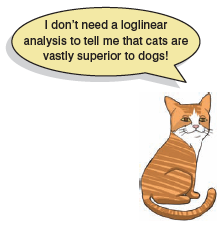 I don't need a loglinear
analysis to tell me that cats are
vastly superior to dogs!